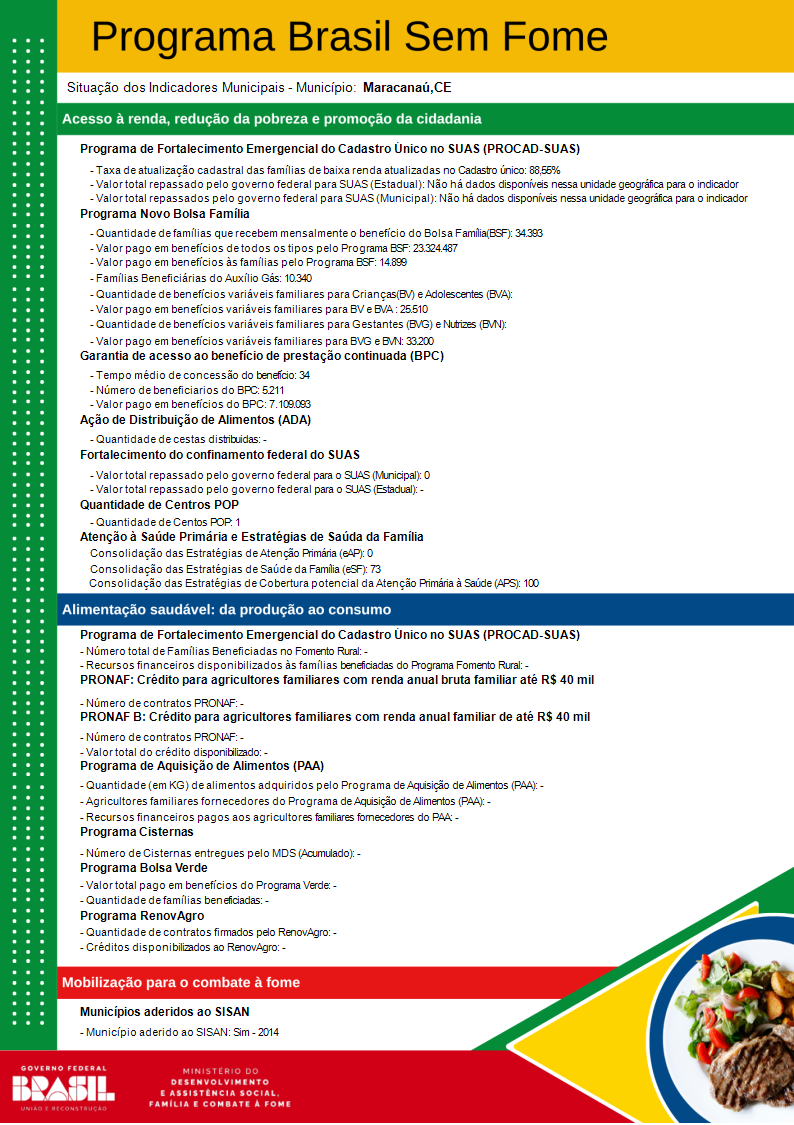 Programa Brasil Sem Fome
Situação dos Indicadores Municipais - Município: Maracanaú,CE
Acesso à renda, redução da pobreza e promoção da cidadania
Programa de Fortalecimento Emergencial do Cadastro Único no SUAS (PROCAD-SUAS)
- Taxa de atualização cadastral das famílias de baixa renda atualizadas no Cadastro único: 88,55%
- Valor total repassado pelo governo federal para SUAS (Estadual): Não há dados disponíveis nessa unidade geográfica para o indicador
- Valor total repassados pelo governo federal para SUAS (Municipal): Não há dados disponíveis nessa unidade geográfica para o indicador
Programa Novo Bolsa Família
- Quantidade de famílias que recebem mensalmente o benefício do Bolsa Família(BSF): 34.393
- Valor pago em benefícios de todos os tipos pelo Programa BSF: 23.324.487
- Valor pago em benefícios às famílias pelo Programa BSF: 14.899
- Famílias Beneficiárias do Auxílio Gás: 10.340
- Quantidade de benefícios variáveis familiares para Crianças(BV) e Adolescentes (BVA):
- Valor pago em benefícios variáveis familiares para BV e BVA : 25.510
- Quantidade de benefícios variáveis familiares para Gestantes (BVG) e Nutrizes (BVN):
- Valor pago em benefícios variáveis familiares para BVG e BVN: 33.200
Garantia de acesso ao benefício de prestação continuada (BPC)
- Tempo médio de concessão do benefício: 34
- Número de beneficiarios do BPC: 5.211
- Valor pago em benefícios do BPC: 7.109.093
Ação de Distribuição de Alimentos (ADA)
- Quantidade de cestas distribuidas: -
Fortalecimento do confinamento federal do SUAS
- Valor total repassado pelo governo federal para o SUAS (Municipal): 0
- Valor total repassado pelo governo federal para o SUAS (Estadual): -
Quantidade de Centros POP
- Quantidade de Centos POP: 1
Atenção à Saúde Primária e Estratégias de Saúda da Família
Consolidação das Estratégias de Atenção Primária (eAP): 0
Consolidação das Estratégias de Saúde da Família (eSF): 73
Consolidação das Estratégias de Cobertura potencial da Atenção Primária à Saúde (APS): 100
Alimentação saudável: da produção ao consumo
Programa de Fortalecimento Emergencial do Cadastro Único no SUAS (PROCAD-SUAS)
- Número total de Famílias Beneficiadas no Fomento Rural: -
- Recursos financeiros disponibilizados às famílias beneficiadas do Programa Fomento Rural: -
PRONAF: Crédito para agricultores familiares com renda anual bruta familiar até R$ 40 mil
- Número de contratos PRONAF: -
PRONAF B: Crédito para agricultores familiares com renda anual familiar de até R$ 40 mil
- Número de contratos PRONAF: -
- Valor total do crédito disponibilizado: -
Programa de Aquisição de Alimentos (PAA)
- Quantidade (em KG) de alimentos adquiridos pelo Programa de Aquisição de Alimentos (PAA): -
- Agricultores familiares fornecedores do Programa de Aquisição de Alimentos (PAA): -
- Recursos financeiros pagos aos agricultores familiares fornecedores do PAA: -
Programa Cisternas
- Número de Cisternas entregues pelo MDS (Acumulado): -
Programa Bolsa Verde
- Valor total pago em benefícios do Programa Verde: -
- Quantidade de famílias beneficiadas: -
Programa RenovAgro
- Quantidade de contratos firmados pelo RenovAgro: -
- Créditos disponibilizados ao RenovAgro: -
Mobilização para o combate à fome
Municípios aderidos ao SISAN
- Município aderido ao SISAN: Sim - 2014
GOVERNO FEDERAL
BRASIL
UNIÃO E RECONSTRUÇÃO
MINISTÉRIO DO
DESENVOLVIMENTO
E ASSISTÊNCIA SOCIAL,
FAMÍLIA E COMBATE À FOME